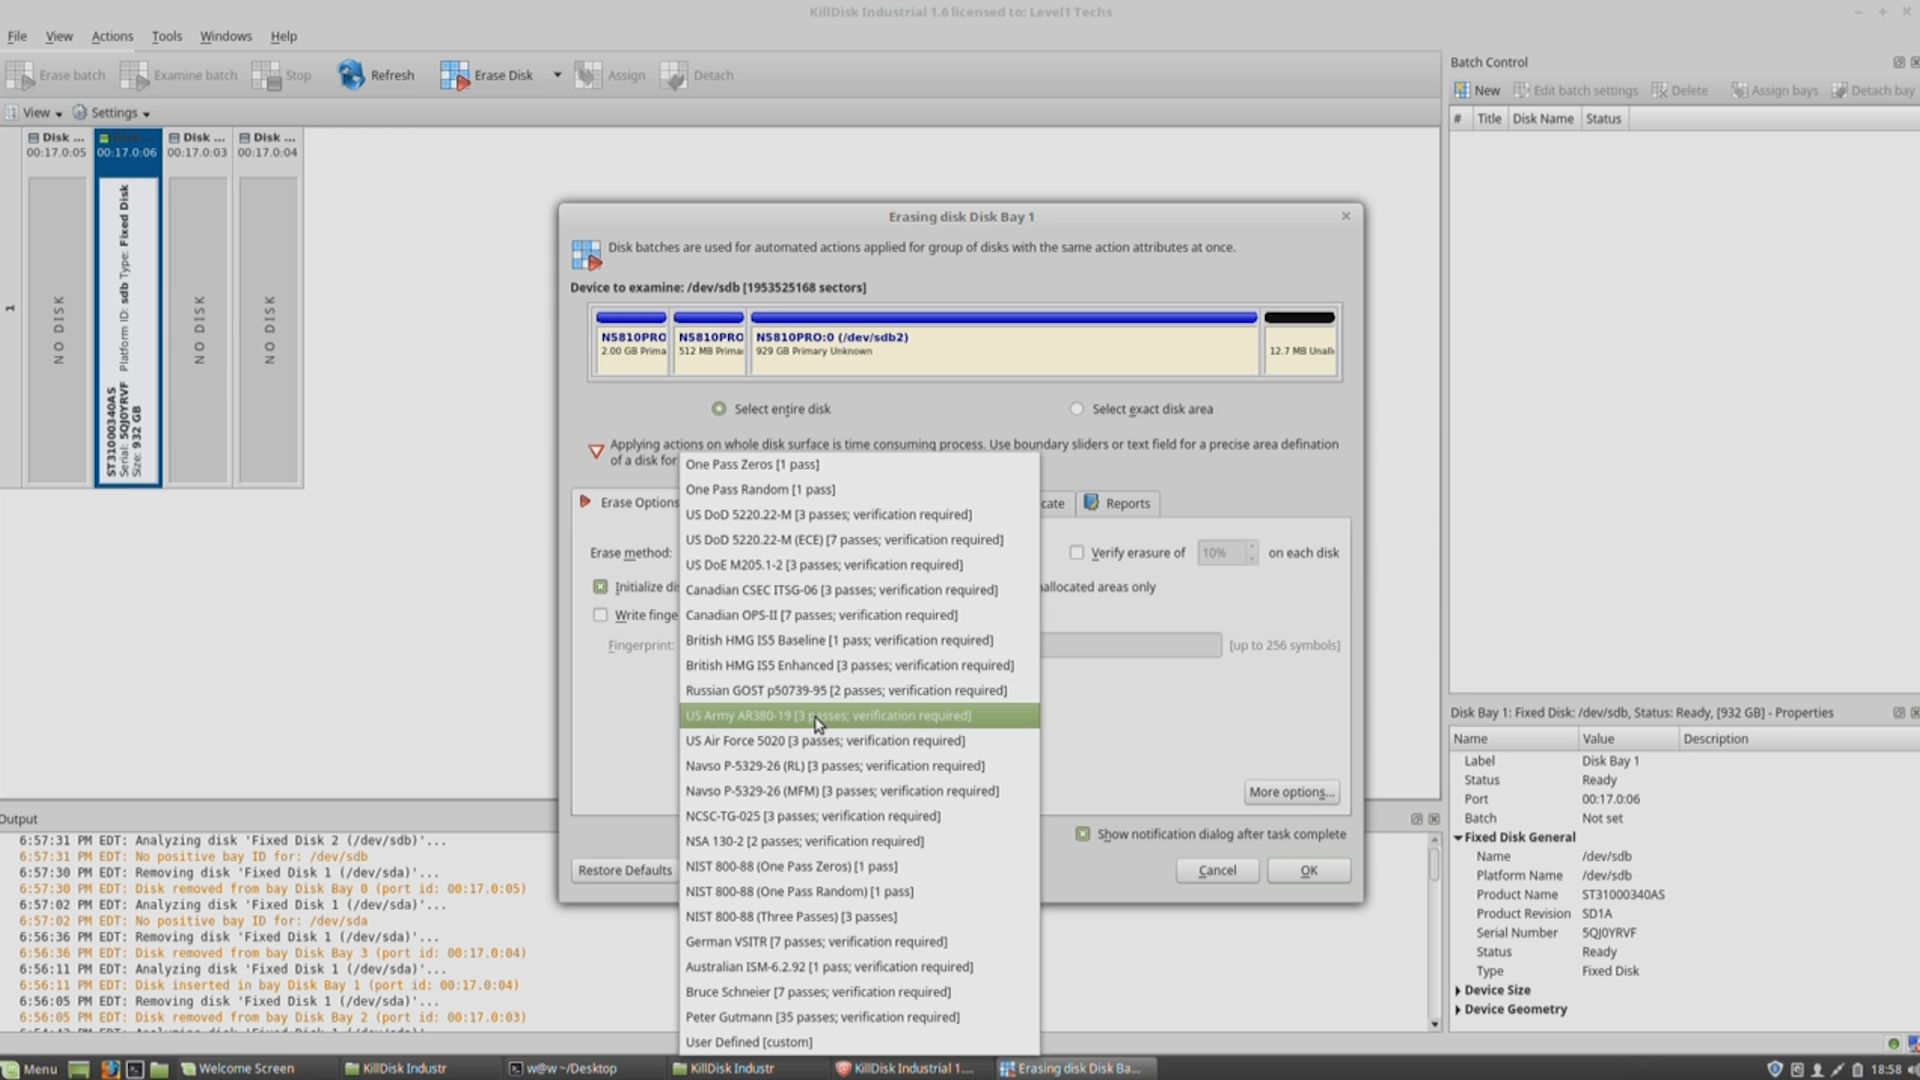 KillDisk Industrial 1.6 licensed to: Level1 Techs
File View Actions Tools Windows Help
Erase batch Examine batch Stop Refresh Erase Disk Assign Detach
View Settings
Disk ... Disk ... Disk ...
00:17.0:05 00:17.0:06 00:17.0:03 00:17.0:04
1
NO DISK
ST31000340AS
Serial: 5QJ0YRVF
Size: 932 GB
Platform ID: sdb Type: Fixed Disk
NO DISK
NO DISK
Erasing disk Disk Bay 1
Disk batches are used for automated actions applied for group of disks with the same action attributes at once.
Device to examine: /dev/sdb [1953525168 sectors]
N5810PRO N5810PRO N5810PRO:0 (/dev/sdb2)
2.00 GB Prima 512 MB Prima 929 GB Primary Unknown 12.7 MB Unall
Select entire disk Select exact disk area
Applying actions on whole disk surface is time consuming process. Use boundary sliders or text field for a precise area defination
of a disk for
Erase Options cate Reports
Erase method: Verify erasure of 10% on each disk
Initialize dis allocated areas only
Write finge
Fingerprint: [up to 256 symbols]
One Pass Zeros [1 pass]
One Pass Random [1 pass]
US DoD 5220.22-M [3 passes; verification required]
US DoD 5220.22-M (ECE) [7 passes; verification required]
US DoE M205.1-2 [3 passes; verification required]
Canadian CSEC ITSG-06 [3 passes; verification required]
Canadian OPS-II [7 passes; verification required]
British HMG IS5 Baseline [1 pass; verification required]
British HMG IS5 Enhanced [3 passes; verification required]
Russian GOST p50739-95 [2 passes; verification required]
US Army AR380-19 [3 passes; verification required]
US Air Force 5020 [3 passes; verification required]
Navso P-5329-26 (RL) [3 passes; verification required]
Navso P-5329-26 (MFM) [3 passes; verification required]
NCSC-TG-025 [3 passes; verification required]
NSA 130-2 [2 passes; verification required]
NIST 800-88 (One Pass Zeros) [1 pass]
NIST 800-88 (One Pass Random) [1 pass]
NIST 800-88 (Three Passes) [3 passes]
German VSITR [7 passes; verification required]
Australian ISM-6.2.92 [1 pass; verification required]
Bruce Schneier [7 passes; verification required]
Peter Gutmann [35 passes; verification required]
User Defined [custom]
More options...
Show notification dialog after task complete
Restore Defaults Cancel OK
Batch Control
New Edit batch settings Delete Assign bays Detach bay
# Title Disk Name Status
Disk Bay 1: Fixed Disk: /dev/sdb, Status: Ready, [932 GB] - Properties
Name Value Description
Label Disk Bay 1
Status Ready
Port 00:17.0:06
Batch Not set
Fixed Disk General
Name /dev/sdb
Platform Name /dev/sdb
Product Name ST31000340AS
Product Revision SD1A
Serial Number 5QJ0YRVF
Status Ready
Type Fixed Disk
Device Size
Device Geometry
Output
6:57:31 PM EDT: Analyzing disk 'Fixed Disk 2 (/dev/sdb)'...
6:57:31 PM EDT: No positive bay ID for: /dev/sdb
6:57:30 PM EDT: Removing disk 'Fixed Disk 1 (/dev/sda)'...
6:57:30 PM EDT: Disk removed from bay Disk Bay 0 (port id: 00:17.0:05)
6:57:02 PM EDT: Analyzing disk 'Fixed Disk 1 (/dev/sda)'...
6:57:02 PM EDT: No positive bay ID for: /dev/sda
6:56:36 PM EDT: Removing disk 'Fixed Disk 1 (/dev/sda)'...
6:56:36 PM EDT: Disk removed from bay Disk Bay 3 (port id: 00:17.0:04)
6:56:11 PM EDT: Analyzing disk 'Fixed Disk 1 (/dev/sda)'...
6:56:11 PM EDT: Disk inserted in bay Disk Bay 1 (port id: 00:17.0:04)
6:56:05 PM EDT: Removing disk 'Fixed Disk 1 (/dev/sda)'...
6:56:05 PM EDT: Disk removed from bay Disk Bay 2 (port id: 00:17.0:03)
Menu Welcome Screen KillDisk Industr w@w ~/Desktop KillDisk Industr KillDisk Industrial 1.... Erasing disk Disk Ba... 18:58